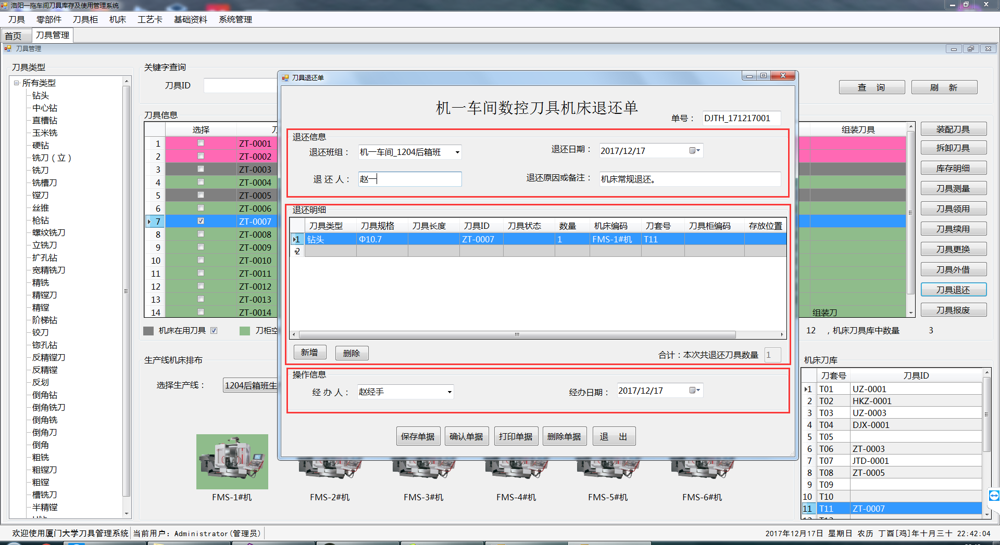 洛阳一拖车间刀具库存及使用管理系统
刀具 零部件 刀具柜 机床 工艺卡 基础资料 系统管理
首页 刀具管理
刀具管理
刀具类型
所有类型
钻头
中心钻
直槽钻
玉米铣
硬钻
铣刀（立）
铣刀
铣槽刀
镗刀
丝锥
枪钻
螺纹铣刀
立铣刀
扩孔钻
宽精铣刀
精铣
精镗刀
精镗
阶梯钻
铰刀
锪孔钻
反精镗刀
反精镗
反划
倒角钻
倒角铣刀
倒角铣
倒角刀
倒角
粗铣
粗镗刀
粗镗
槽铣刀
半精镗
关键字查询
刀具ID
查 询 刷 新
刀具信息
选择
1 ZT-0001
2 ZT-0002
3 ZT-0003
4 ZT-0004
5 ZT-0005
6 ZT-0006
7 ZT-0007
8 ZT-0008
9 ZT-0009
10 ZT-0010
11 ZT-0011
12 ZT-0012
13 ZT-0013
14 ZT-0014
组装刀具
组装刀
机床在用刀具 刀柜空
12 ，机床刀具库中数量 3
装配刀具
拆卸刀具
库存明细
刀具测量
刀具领用
刀具续用
刀具更换
刀具外借
刀具退还
刀具报废
刀具退还单
机一车间数控刀具机床退还单
单号： DJTH_171217001
退还信息
退还班组： 机一车间_1204后箱班 退还日期： 2017/12/17
退 还 人： 赵一 退还原因或备注： 机床常规退还。
退还明细
刀具类型 刀具规格 刀具长度 刀具ID 刀具状态 数量 机床编码 刀套号 刀具柜编码 存放位置
1 钻头 Φ10.7 ZT-0007 1 FMS-1#机 T11
2
新增 删除 合计：本次共退还刀具数量 1
操作信息
经 办 人： 赵经手 经办日期： 2017/12/17
保存单据 确认单据 打印单据 删除单据 退 出
生产线机床排布
选择生产线： 1204后箱班生
FMS-1#机 FMS-2#机 FMS-3#机 FMS-4#机 FMS-5#机 FMS-6#机
机床刀库
刀套号 刀具ID
1 T01 UZ-0001
2 T02 HKZ-0001
3 T03 UZ-0003
4 T04 DJX-0001
5 T05
6 T06 ZT-0003
7 T07 JTD-0001
8 T08 ZT-0005
9 T09
10 T10
11 T11 ZT-0007
欢迎使用厦门大学刀具管理系统 当前用户: Administrator(管理员) 2017年12月17日 星期日 农历 丁酉[鸡]年十月三十 22:42:04